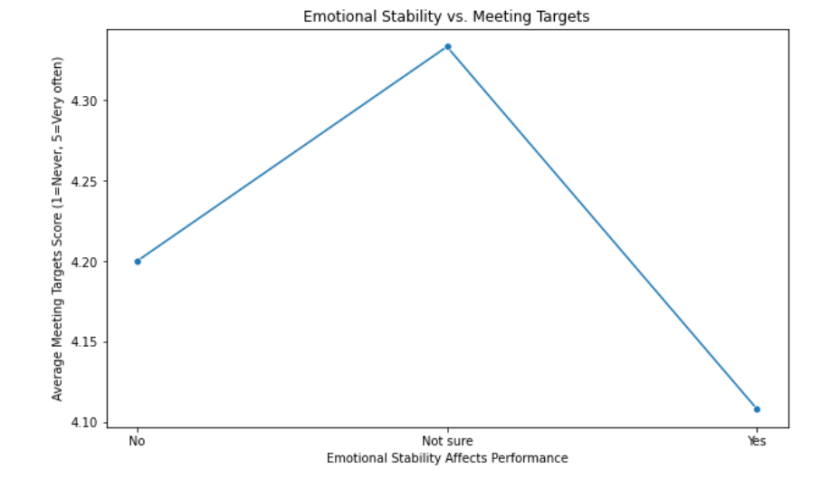 Emotional Stability vs. Meeting Targets
Average Meeting Targets Score (1=Never, 5=Very often)
4.30
4.25
4.20
4.15
4.10
No
Not sure
Yes
Emotional Stability Affects Performance